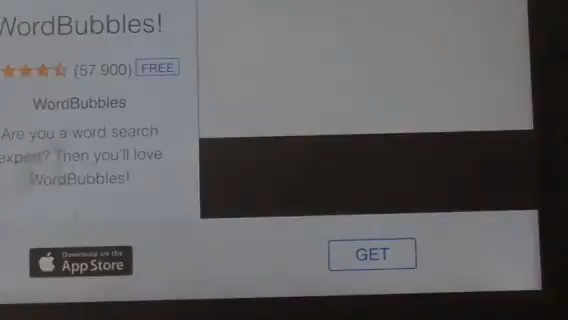 WordBubbles!
(57 900) FREE
WordBubbles
Are you a word search
expert? Then you'll love
WordBubbles!
Download on the
App Store
GET